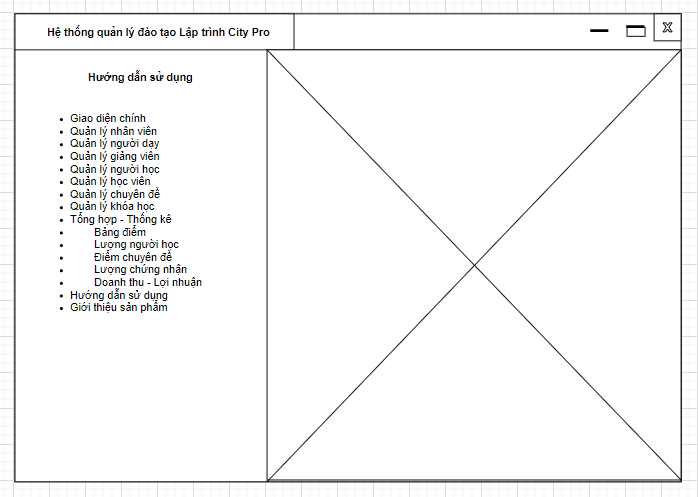 Hệ thống quản lý đào tạo Lập trình City Pro
X
Hướng dẫn sử dụng
Giao diện chính
Quản lý nhân viên
Quản lý người dạy
Quản lý giảng viên
Quản lý người học
Quản lý học viên
Quản lý chuyên đề
Quản lý khóa học
Tổng hợp - Thống kê
Bảng điểm
Lượng người học
Điểm chuyên đề
Lượng chứng nhận
Doanh thu - Lợi nhuận
Hướng dẫn sử dụng
Giới thiệu sản phẩm